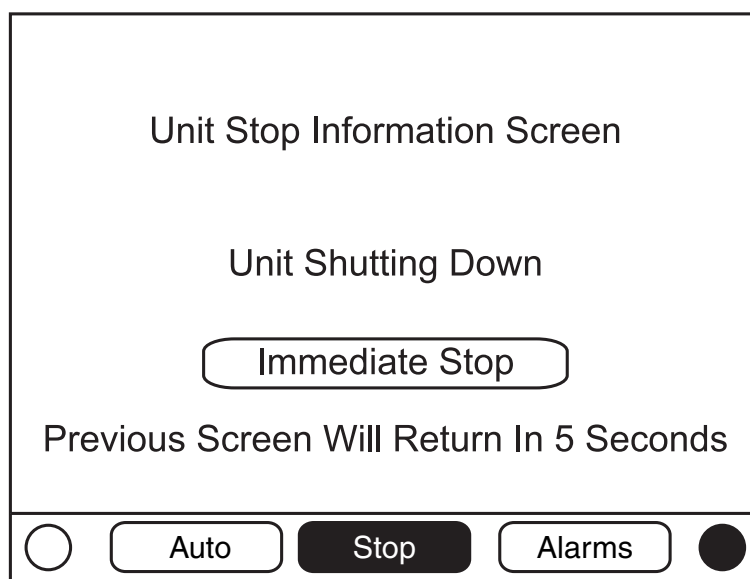 Unit Stop Information Screen
Unit Shutting Down
Immediate Stop
Previous Screen Will Return In 5 Seconds
Auto Stop Alarms